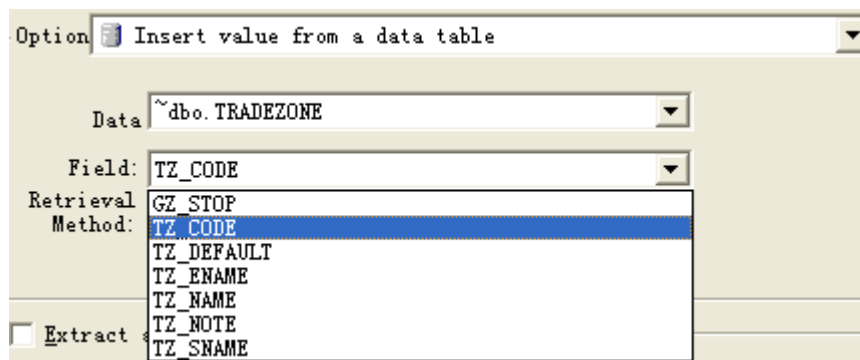 Option Insert value from a data table
Data ~dbo.TRADEZONE
Field: TZ_CODE
Retrieval Method:
GZ_STOP
TZ_CODE
TZ_DEFAULT
TZ_ENAME
TZ_NAME
TZ_NOTE
TZ_SNAME
Extract